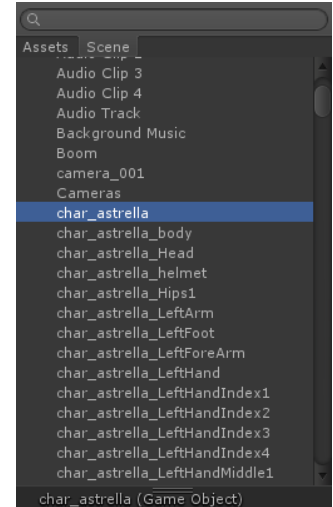 Assets Scene
Audio Clip 3
Audio Clip 4
Audio Track
Background Music
Boom
camera_001
Cameras
char_astrella
char_astrella_body
char_astrella_Head
char_astrella_helmet
char_astrella_Hips1
char_astrella_LeftArm
char_astrella_LeftFoot
char_astrella_LeftForeArm
char_astrella_LeftHand
char_astrella_LeftHandIndex1
char_astrella_LeftHandIndex2
char_astrella_LeftHandIndex3
char_astrella_LeftHandIndex4
char_astrella_LeftHandMiddle1
char_astrella (Game Object)